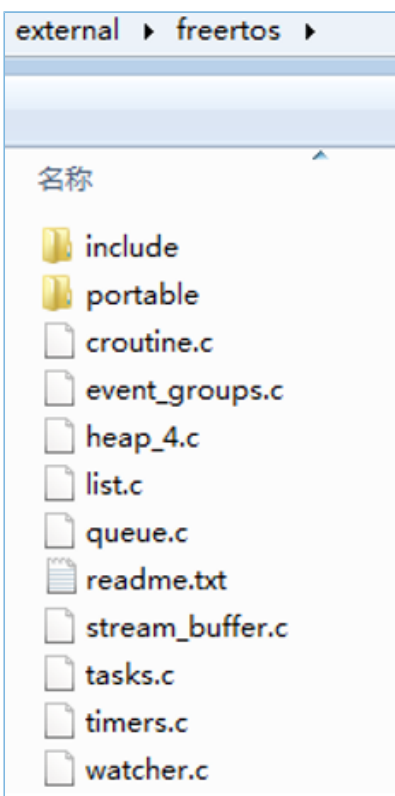 external ▸ freertos ▸
名称
include
portable
croutine.c
event_groups.c
heap_4.c
list.c
queue.c
readme.txt
stream_buffer.c
tasks.c
timers.c
watcher.c